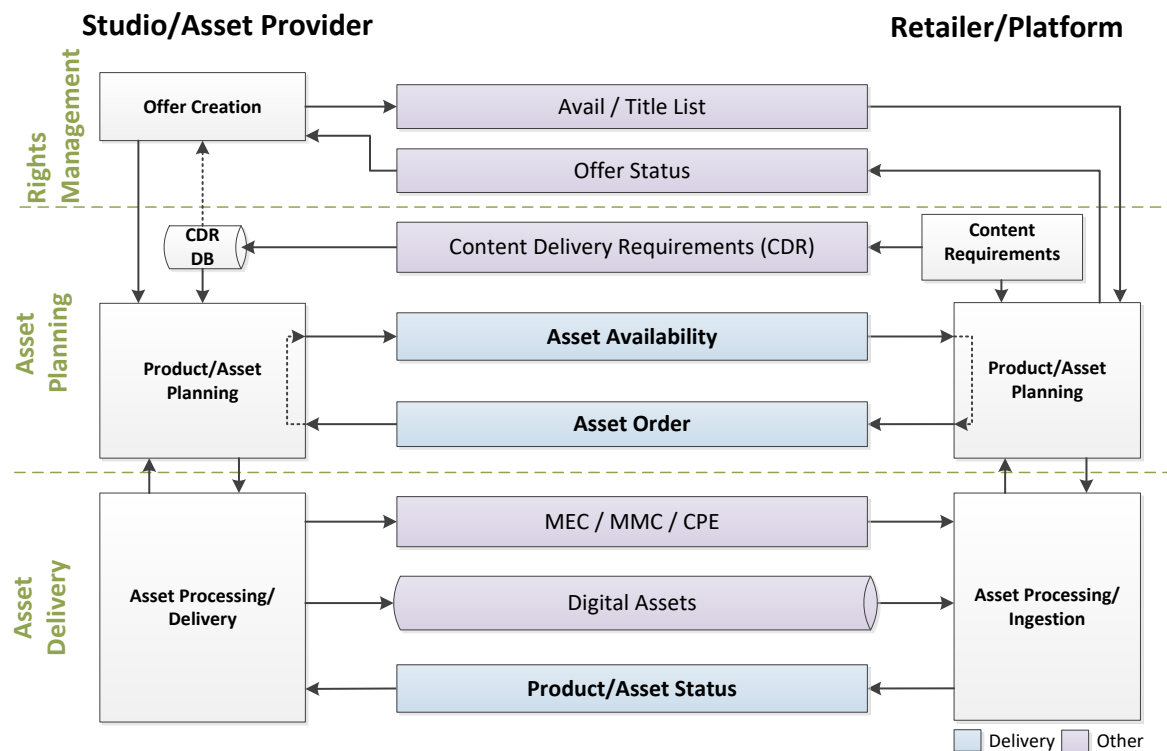 Studio/Asset Provider
Retailer/Platform
Rights
Management
Offer Creation
Avail / Title List
Offer Status
Asset
Planning
CDR
DB
Content Delivery Requirements (CDR)
Content
Requirements
Product/Asset
Planning
Asset Availability
Asset Order
Product/Asset
Planning
Asset
Delivery
Asset Processing/
Delivery
MEC / MMC / CPE
Digital Assets
Product/Asset Status
Asset Processing/
Ingestion
Delivery
Other